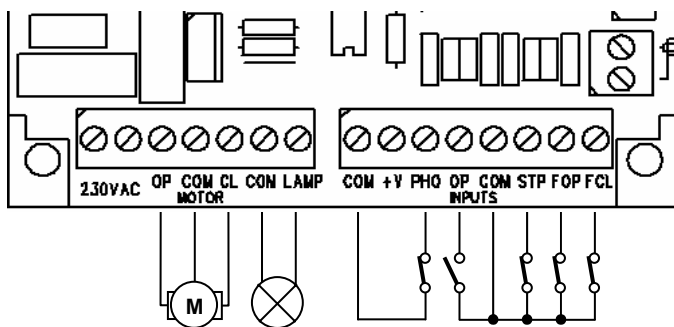 230VAC OP COM CL CON LAMP COM +V PHO OP COM STP FOP FCL
MOTOR INPUTS
M